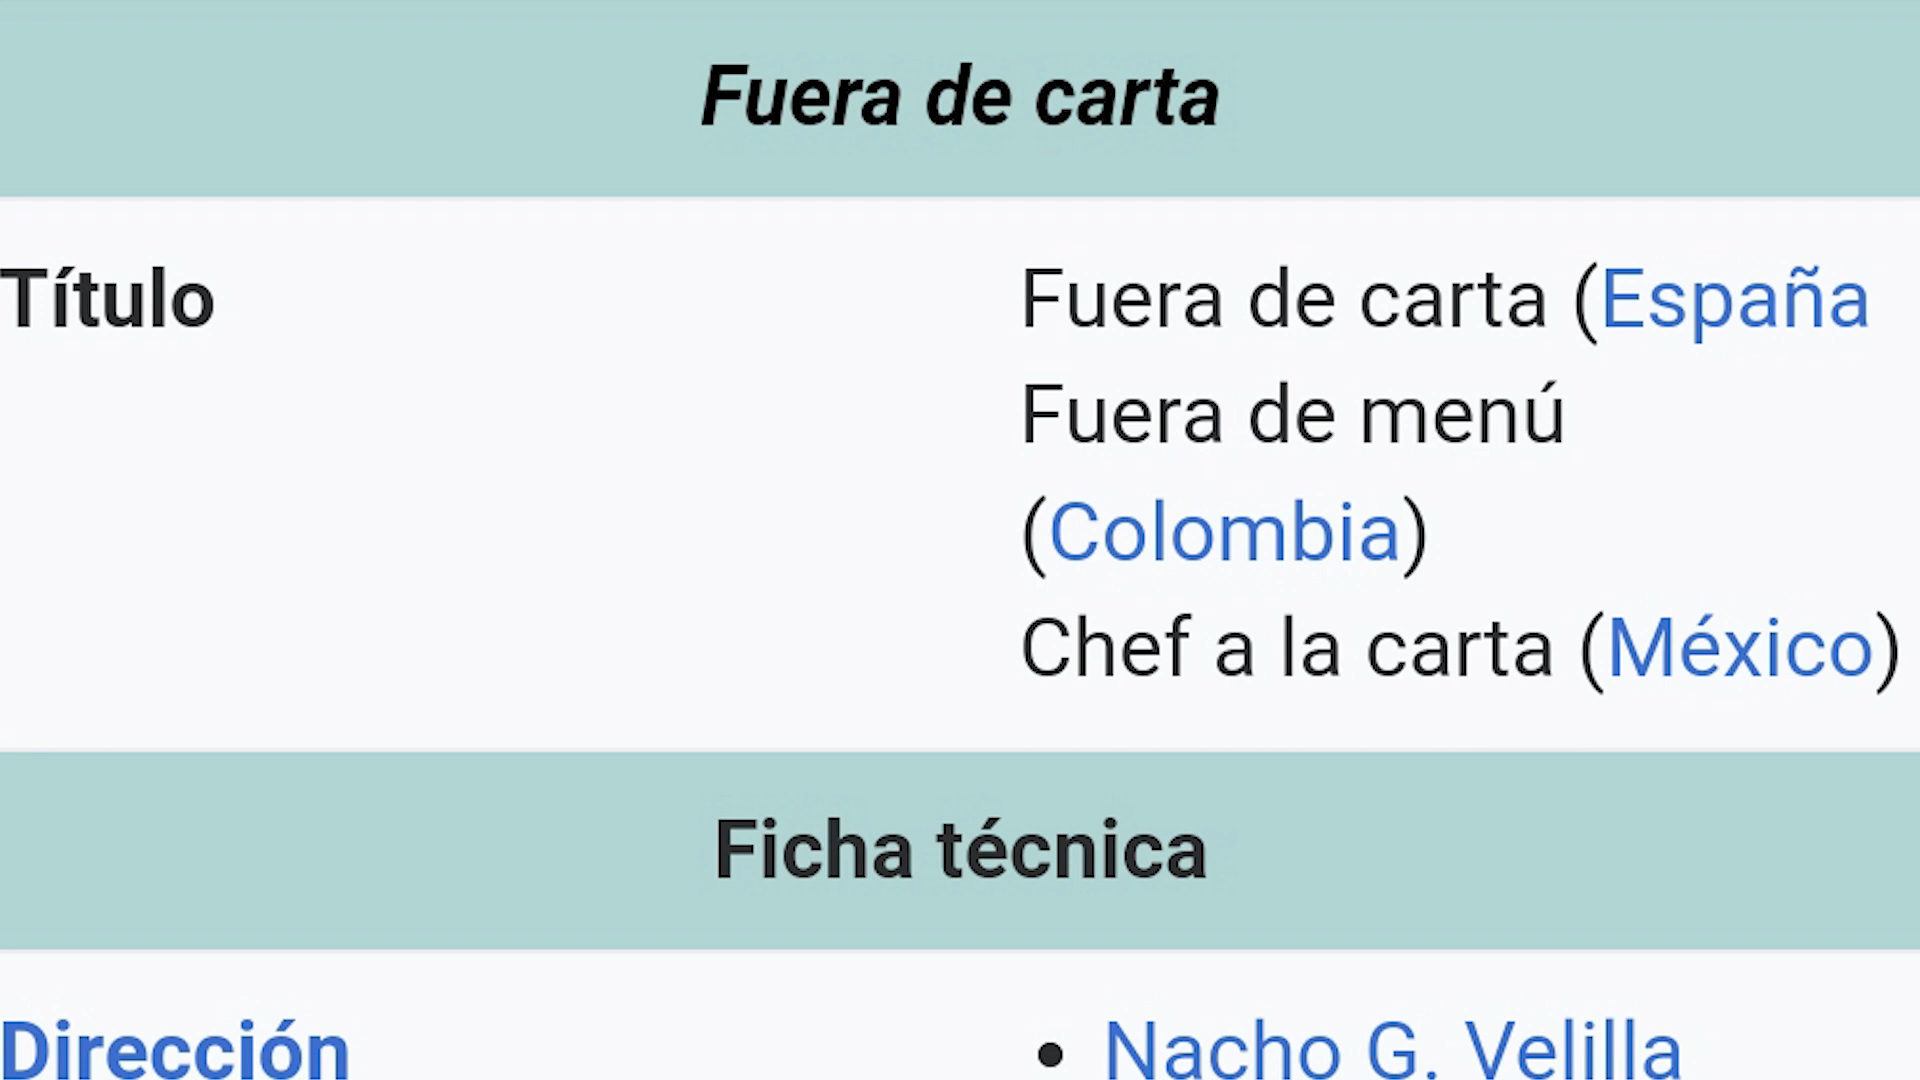 Fuera de carta
Título
Fuera de carta (España
Fuera de menú
(Colombia)
Chef a la carta (México)
Ficha técnica
Dirección
• Nacho G. Velilla